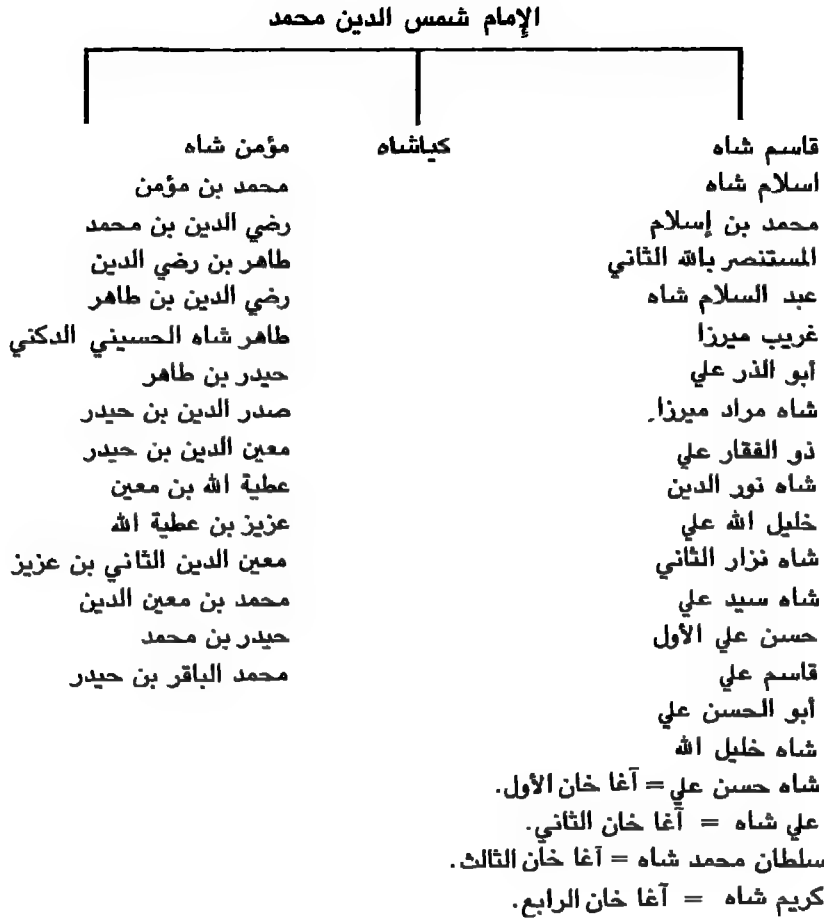 الإمام شمس الدين محمد
قاسم شاه
اسلام شاه
محمد بن إسلام
المستنصر بالله الثاني
عبد السلام شاه
غريب ميرزا
أبو الذر علي
شاه مراد ميرزا.
ذو الفقار علي
شاه نور الدين
خليل الله علي
شاه نزار الثاني
شاه سيد علي
حسن علي الأول
قاسم علي
أبو الحسن علي
شاه خليل الله
شاه حسن علي = آغا خان الأول.
علي شاه = آغا خان الثاني.
سلطان محمد شاه = آغا خان الثالث.
كريم شاه = آغا خان الرابع.
كياشاه
مؤمن شاه
محمد بن مؤمن
رضي الدين بن محمد
طاهر بن رضي الدين
رضي الدين بن طاهر
طاهر شاه الحسيني الدكني
حيدر بن طاهر
صدر الدين بن حيدر
معين الدين بن حيدر
عطية الله بن معين
عزيز بن عطية الله
معين الدين الثاني بن عزيز
محمد بن معين الدين
حيدر بن محمد
محمد الباقر بن حيدر